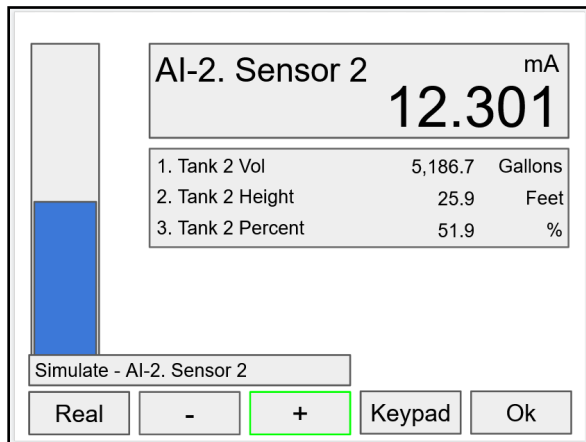 AI-2. Sensor 2 mA
12.301
1. Tank 2 Vol 5,186.7 Gallons
2. Tank 2 Height 25.9 Feet
3. Tank 2 Percent 51.9 %
Simulate - AI-2. Sensor 2
Real - + Keypad Ok